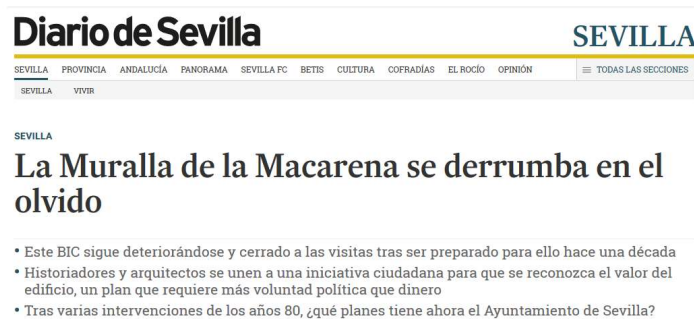 Diario de Sevilla
SEVILLA
SEVILLA PROVINCIA ANDALUCÍA PANORAMA SEVILLA FC BETIS CULTURA COFRADÍAS EL ROCÍO OPINIÓN ≡ TODAS LAS SECCIONES
SEVILLA VIVIR
SEVILLA
La Muralla de la Macarena se derrumba en el
olvido
• Este BIC sigue deteriorándose y cerrado a las visitas tras ser preparado para ello hace una década
• Historiadores y arquitectos se unen a una iniciativa ciudadana para que se reconozca el valor del
edificio, un plan que requiere más voluntad política que dinero
• Tras varias intervenciones de los años 80, ¿qué planes tiene ahora el Ayuntamiento de Sevilla?